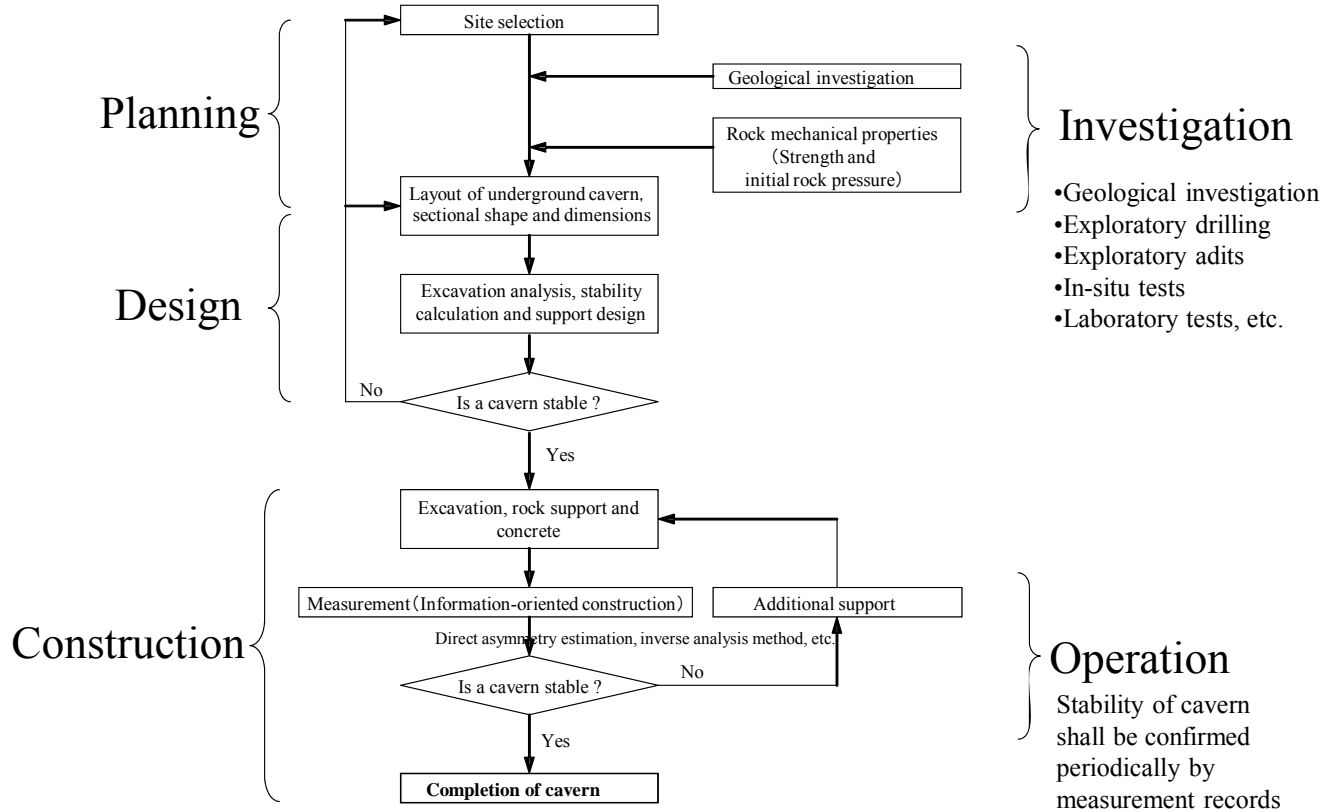 Site selection
Geological investigation
Planning
Investigation
Rock mechanical properties
（Strength and
initial rock pressure）
Layout of underground cavern,
sectional shape and dimensions
•Geological investigation
•Exploratory drilling
•Exploratory adits
•In-situ tests
•Laboratory tests, etc.
Design
Excavation analysis, stability
calculation and support design
No
Is a cavern stable ?
Yes
Excavation, rock support and
concrete
Measurement（Information-oriented construction）
Additional support
Construction
Direct asymmetry estimation, inverse analysis method, etc.
Is a cavern stable ?
No
Operation
Stability of cavern
shall be confirmed
periodically by
measurement records
Yes
Completion of cavern